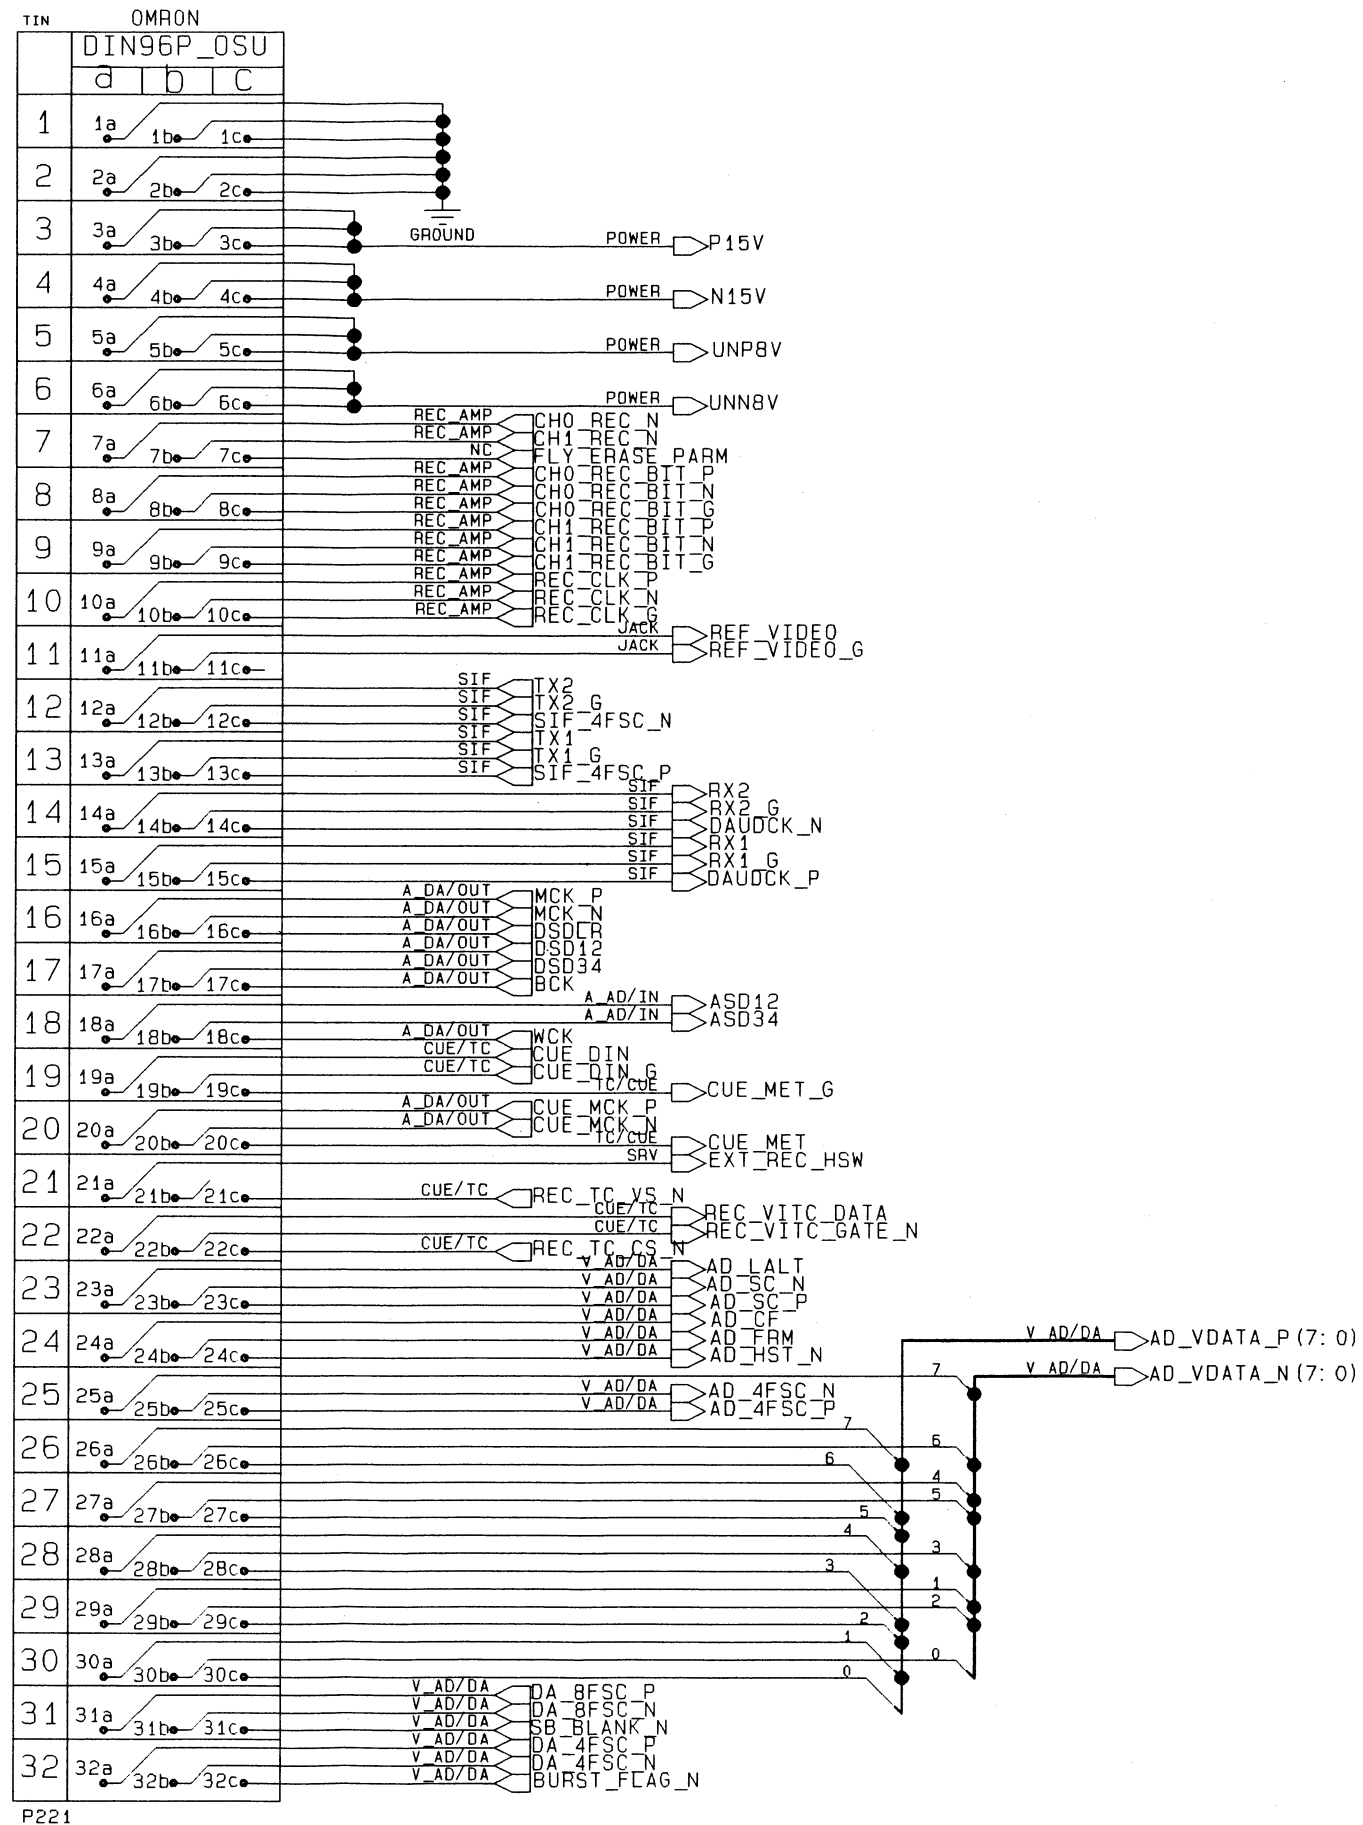 TIN OMRON
DIN96P_OSU
a b c
1 1a 1b 1c
2 2a 2b 2c
GROUND
3 3a 3b 3c POWER P15V
4 4a 4b 4c POWER N15V
5 5a 5b 5c POWER UNP8V
6 6a 6b 6c POWER UNN8V
REC_AMP CH0_REC_N
REC_AMP CH1_REC_N
7 7a 7b 7c NC FLY_ERASE_PARM
REC_AMP CH0_REC_BIT_P
REC_AMP CH0_REC_BIT_N
8 8a 8b 8c REC_AMP CH0_REC_BIT_G
REC_AMP CH1_REC_BIT_P
REC_AMP CH1_REC_BIT_N
9 9a 9b 9c REC_AMP CH1_REC_BIT_G
REC_AMP REC_CLK_P
REC_AMP REC_CLK_N
10 10a 10b 10c REC_AMP REC_CLK_G
JACK REF_VIDEO
JACK REF_VIDEO_G
11 11a 11b 11c
SIF TX2
SIF TX2_G
12 12a 12b 12c SIF SIF_4FSC_N
SIF TX1
SIF TX1_G
13 13a 13b 13c SIF SIF_4FSC_P
SIF RX2
SIF RX2_G
14 14a 14b 14c SIF DAUDCK_N
SIF RX1
SIF RX1_G
15 15a 15b 15c SIF DAUDCK_P
A_DA/OUT MCK_P
A_DA/OUT MCK_N
16 16a 16b 16c A_DA/OUT DSDLR
A_DA/OUT DSD12
A_DA/OUT DSD34
17 17a 17b 17c A_DA/OUT BCK
A_AD/IN ASD12
A_AD/IN ASD34
18 18a 18b 18c A_DA/OUT WCK
CUE/TC CUE_DIN
CUE/TC CUE_DIN_G
19 19a 19b 19c TC/CUE CUE_MET_G
A_DA/OUT CUE_MCK_P
A_DA/OUT CUE_MCK_N
20 20a 20b 20c TC/CUE CUE_MET
SRV EXT_REC_HSW
21 21a 21b 21c CUE/TC REC_TC_VS_N
CUE/TC REC_VITC_DATA
CUE/TC REC_VITC_GATE_N
22 22a 22b 22c CUE/TC REC_TC_CS_N
V_AD/DA AD_LALT
V_AD/DA AD_SC_N
23 23a 23b 23c V_AD/DA AD_SC_P
V_AD/DA AD_CF
V_AD/DA AD_FRM
V_AD/DA AD_VDATA_P(7:0)
24 24a 24b 24c V_AD/DA AD_HST_N
7 V_AD/DA AD_VDATA_N(7:0)
V_AD/DA AD_4FSC_N
25 25a 25b 25c V_AD/DA AD_4FSC_P
7
6
26 26a 26b 26c 6
4
5
27 27a 27b 27c 5
4
3
28 28a 28b 28c 3
1
2
29 29a 29b 29c 2
1
0
30 30a 30b 30c 0
V_AD/DA DA_8FSC_P
V_AD/DA DA_8FSC_N
31 31a 31b 31c V_AD/DA SB_BLANK_N
V_AD/DA DA_4FSC_P
V_AD/DA DA_4FSC_N
32 32a 32b 32c V_AD/DA BURST_FLAG_N
P221